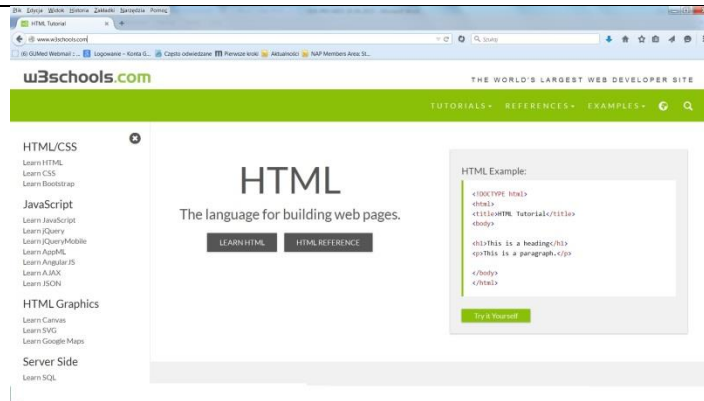 Plik Edycja Widok Historia Zakładki Narzędzia Pomoc
HTML Tutorial
www.w3schools.com
Szukaj
(6) GUMed Webmail :: ... Logowanie – Konta G... Często odwiedzane Pierwsze kroki Aktualności NAP Members Area: St...
w3schools.com
THE WORLD'S LARGEST WEB DEVELOPER SITE
TUTORIALS REFERENCES EXAMPLES
HTML/CSS
Learn HTML
Learn CSS
Learn Bootstrap
JavaScript
Learn JavaScript
Learn jQuery
Learn jQueryMobile
Learn AppML
Learn AngularJS
Learn AJAX
Learn JSON
HTML Graphics
Learn Canvas
Learn SVG
Learn Google Maps
Server Side
Learn SQL
HTML
The language for building web pages.
LEARN HTML HTML REFERENCE
HTML Example:
<!DOCTYPE html>
<html>
<title>HTML Tutorial</title>
<body>
<h1>This is a heading</h1>
<p>This is a paragraph.</p>
</body>
</html>
Try it Yourself